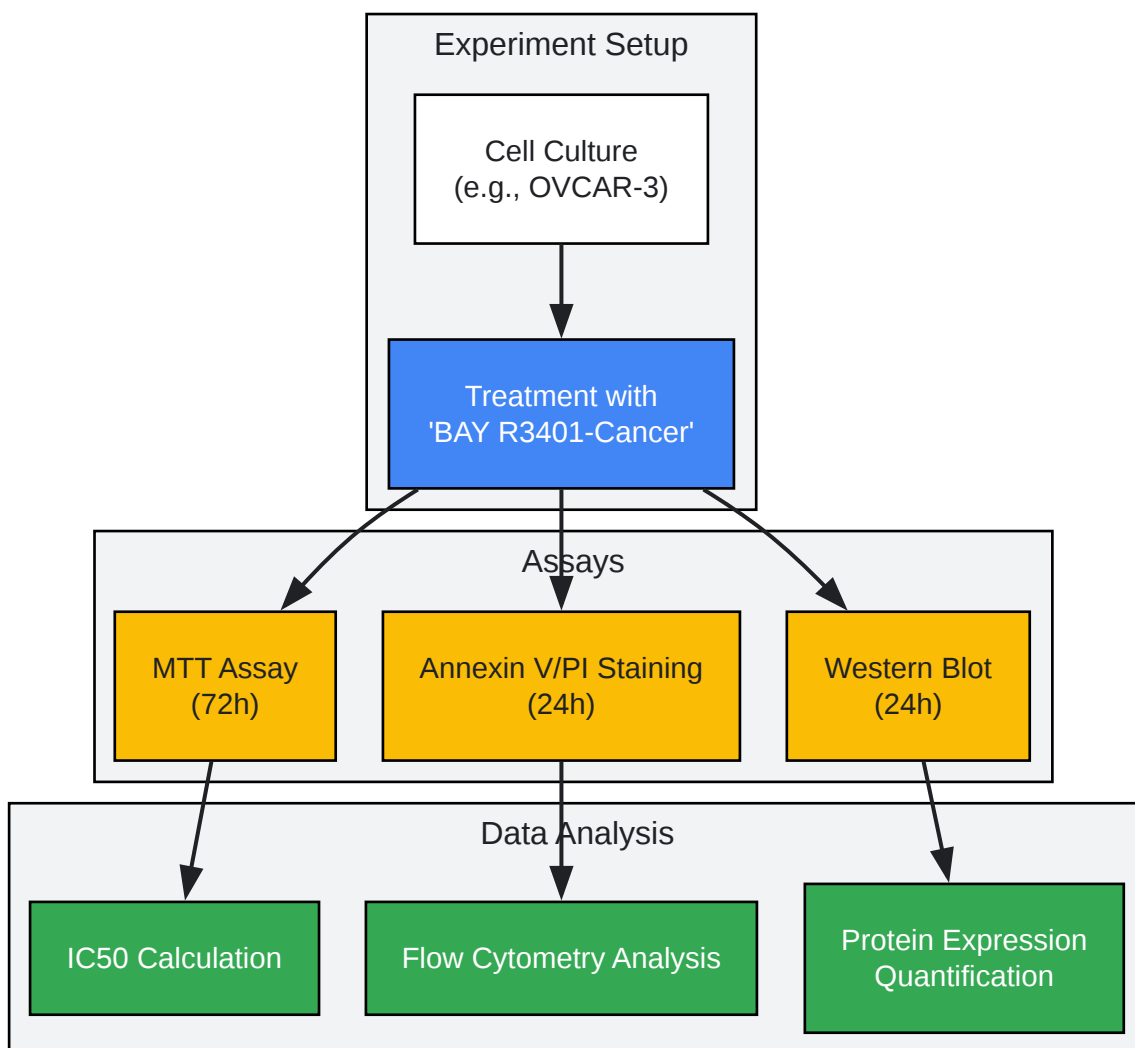 Experiment Setup
Cell Culture
(e.g., OVCAR-3)
Treatment with
'BAY R3401-Cancer'
Assays
MTT Assay
(72h)
Annexin V/PI Staining
(24h)
Western Blot
(24h)
Data Analysis
IC50 Calculation
Flow Cytometry Analysis
Protein Expression
Quantification